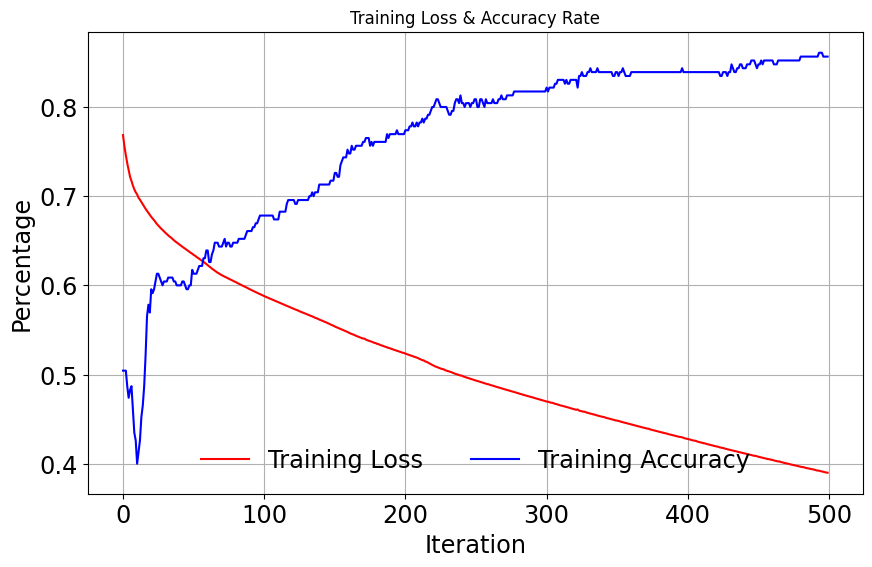 Training Loss & Accuracy Rate
Percentage
0.8
0.7
0.6
0.5
0.4
Training Loss
Training Accuracy
0 100 200 300 400 500
Iteration